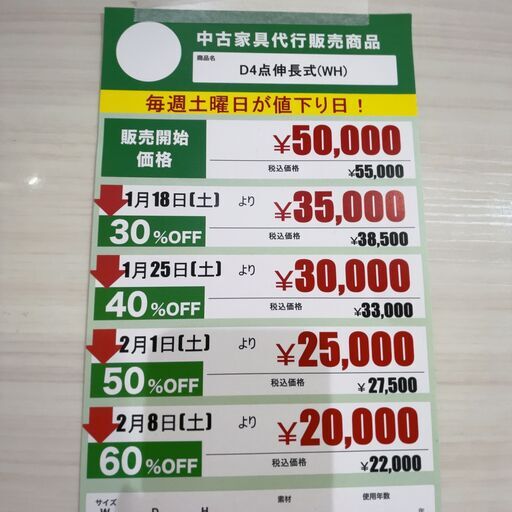 中古家具代行販売商品
商品名
D4点伸長式(WH)
毎週土曜日が値下り日!
販売開始
価格
¥50,000
税込価格 ¥55,000
1月18日(土) より ¥35,000
30%OFF 税込価格 ¥38,500
1月25日(土) より ¥30,000
40%OFF 税込価格 ¥33,000
2月1日(土) より ¥25,000
50%OFF 税込価格 ¥27,500
2月8日(土) より ¥20,000
60%OFF 税込価格 ¥22,000
サイズ 素材 使用年数
W D H 年